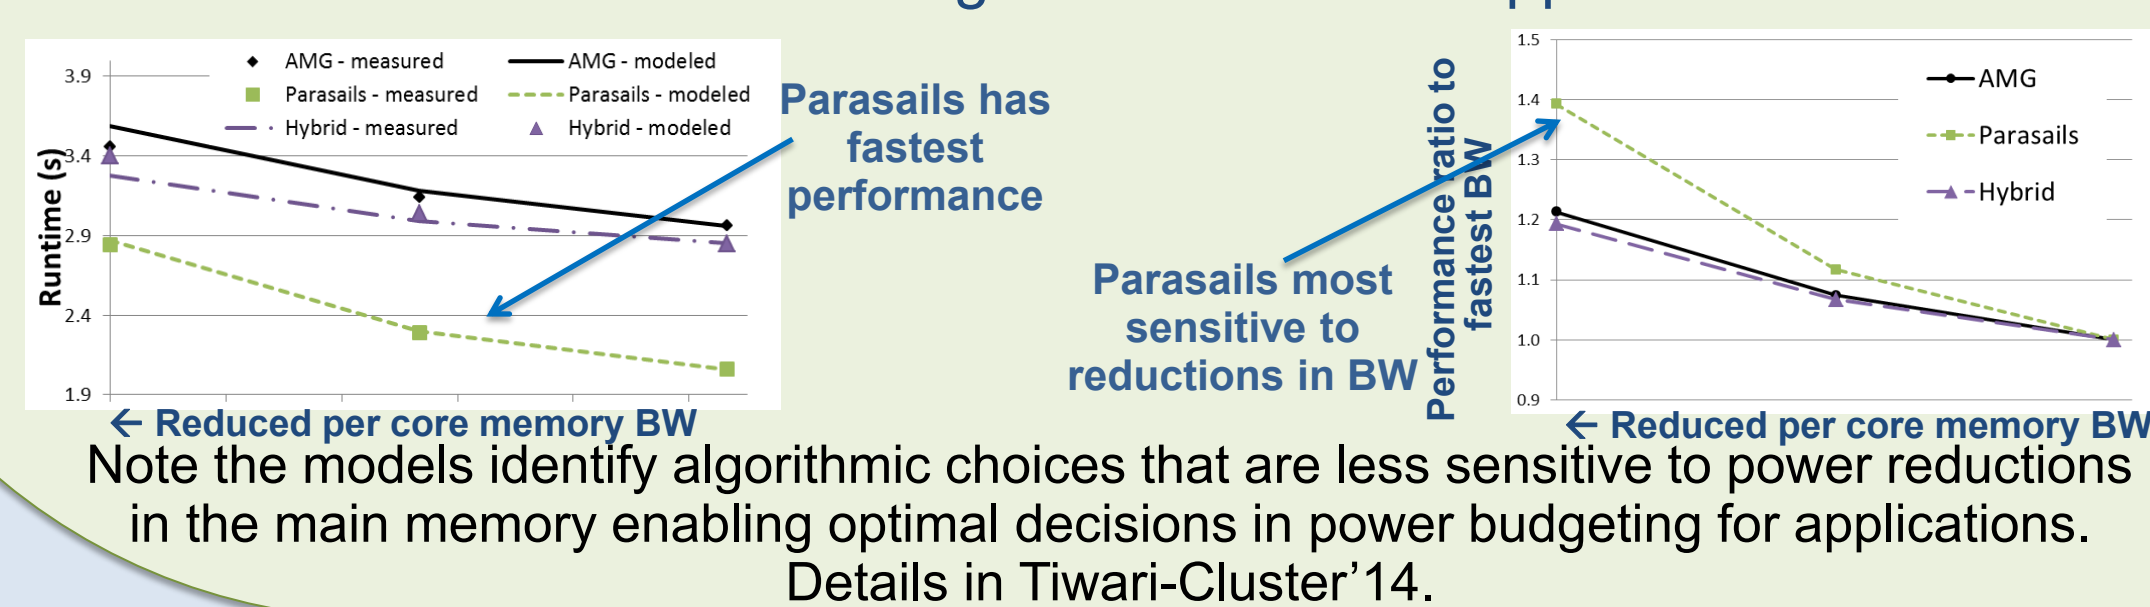 3.9
3.4
2.9
2.4
1.9
Runtime (s)
AMG - measured
AMG - modeled
Parasails - measured
Parasails - modeled
Hybrid - measured
Hybrid - modeled
← Reduced per core memory BW
Parasails has
fastest
performance
Parasails most
sensitive to
reductions in BW
Performance ratio to
fastest BW
1.5
1.4
1.3
1.2
1.1
1.0
0.9
AMG
Parasails
Hybrid
← Reduced per core memory BW
Note the models identify algorithmic choices that are less sensitive to power reductions
in the main memory enabling optimal decisions in power budgeting for applications.
Details in Tiwari-Cluster’14.